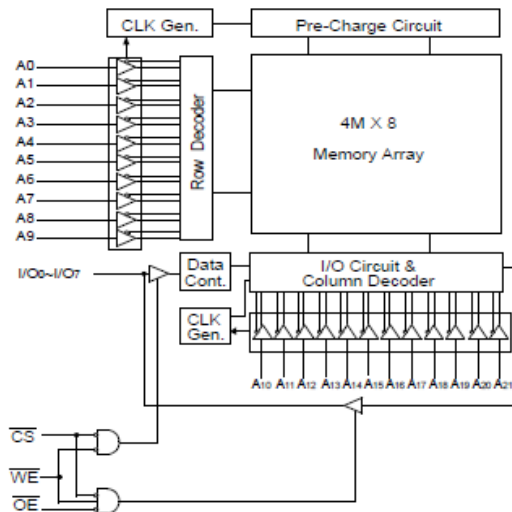 CLK Gen.
Pre-Charge Circuit
A0
A1
A2
A3
A4
A5
A6
A7
A8
A9
Row Decoder
4M X 8
Memory Array
I/O0~I/O7
Data
Cont.
I/O Circuit &
Column Decoder
CLK
Gen.
A10 A11 A12 A13 A14 A15 A16 A17 A18 A19 A20 A21
CS
WE
OE